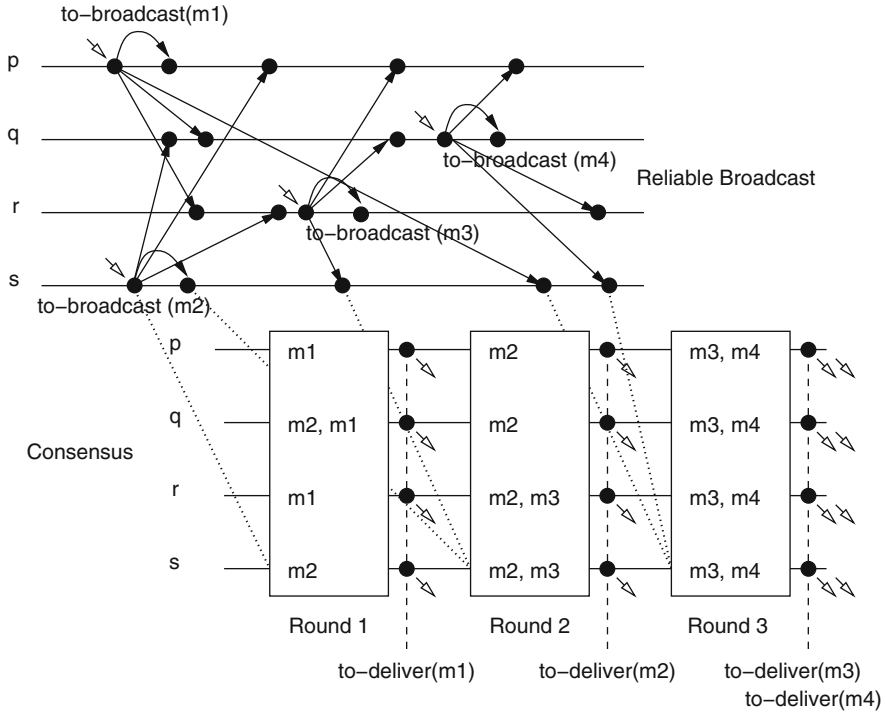 to–broadcast(m1)
p
q
to–broadcast (m4)
Reliable Broadcast
r
to–broadcast (m3)
s
to–broadcast (m2)
p m1 m2 m3, m4
q m2, m1 m2 m3, m4
Consensus
r m1 m2, m3 m3, m4
s m2 m2, m3 m3, m4
Round 1 Round 2 Round 3
to–deliver(m1) to–deliver(m2) to–deliver(m3)
to–deliver(m4)